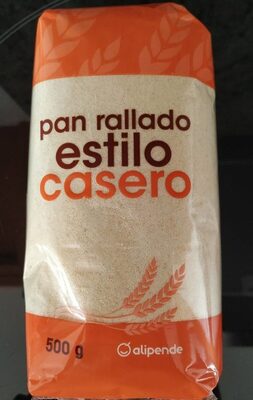 pan rallado
estilo
casero
500 g
alipende